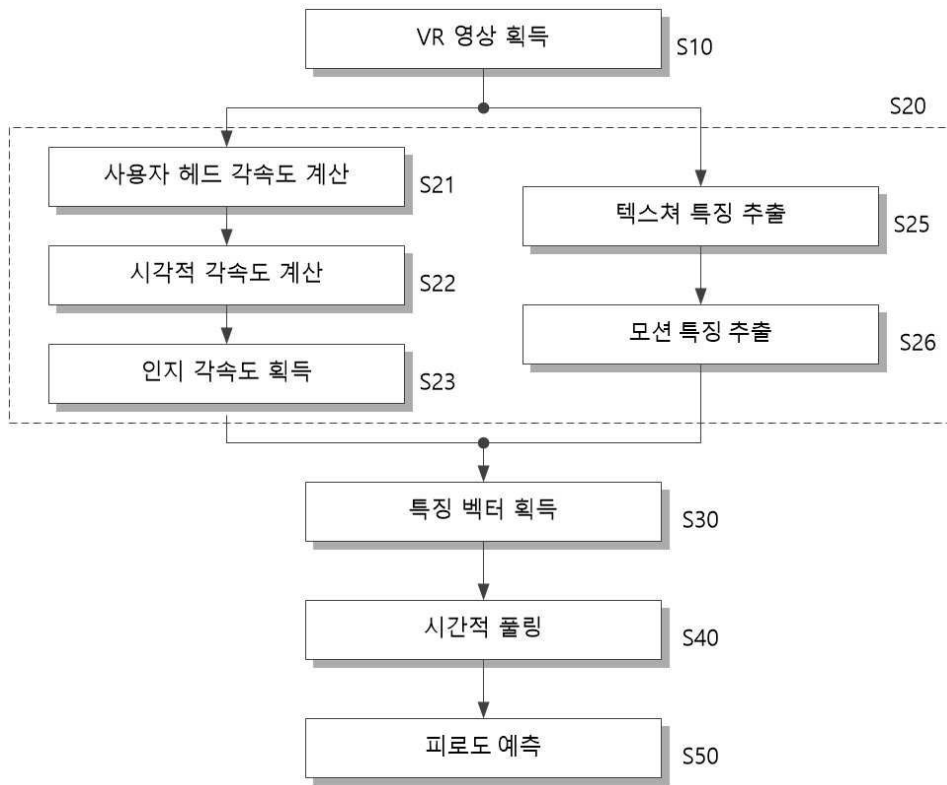 VR 영상 획득
S10
S20
사용자 헤드 각속도 계산
S21
시각적 각속도 계산
S22
인지 각속도 획득
S23
텍스쳐 특징 추출
S25
모션 특징 추출
S26
특징 벡터 획득
S30
시간적 풀링
S40
피로도 예측
S50